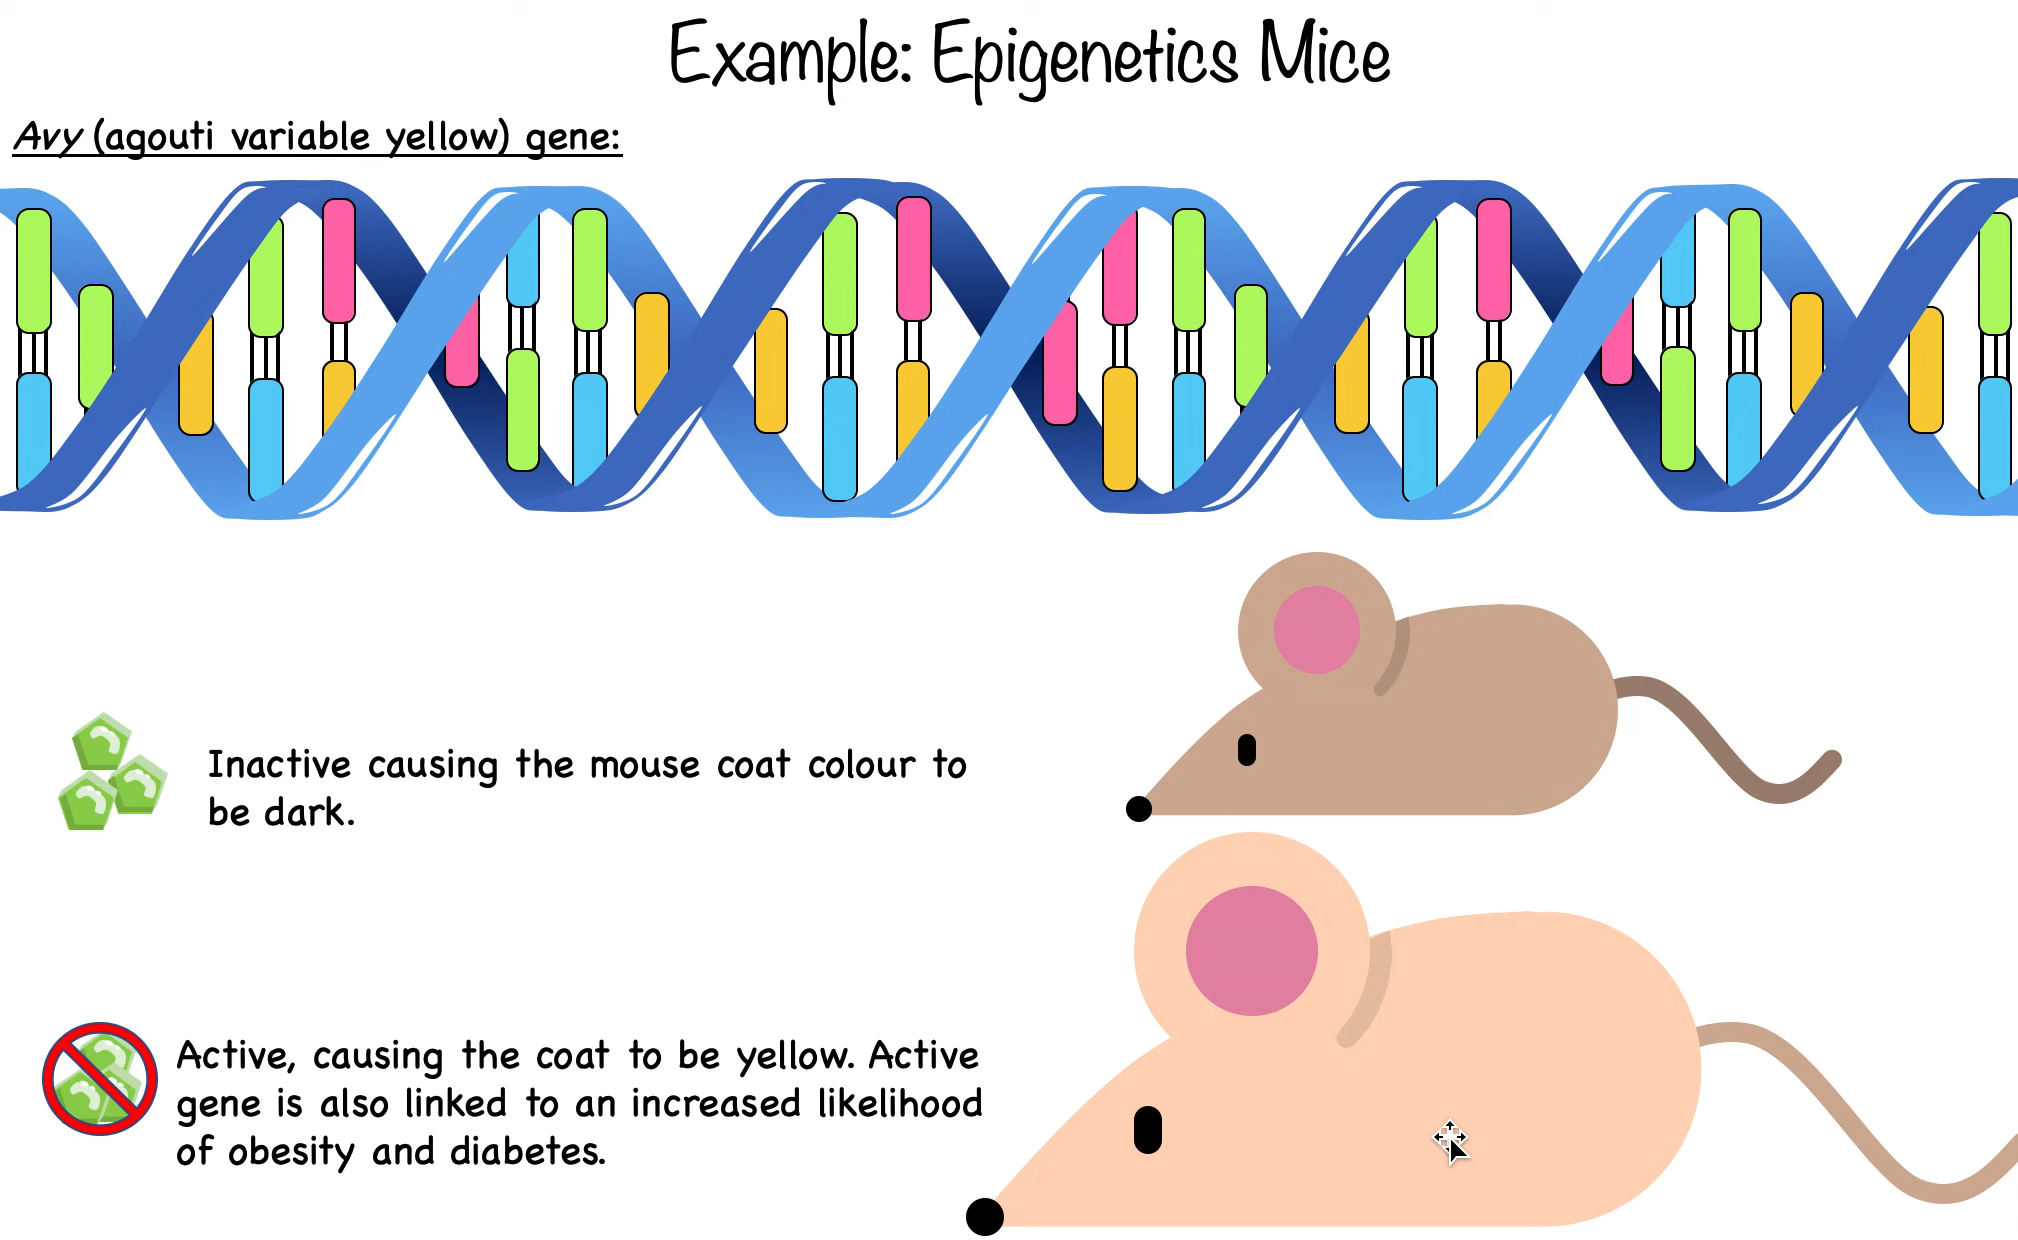 Example: Epigenetics Mice
Avy (agouti variable yellow) gene:
Inactive causing the mouse coat colour to
be dark.
Active, causing the coat to be yellow. Active
gene is also linked to an increased likelihood
of obesity and diabetes.